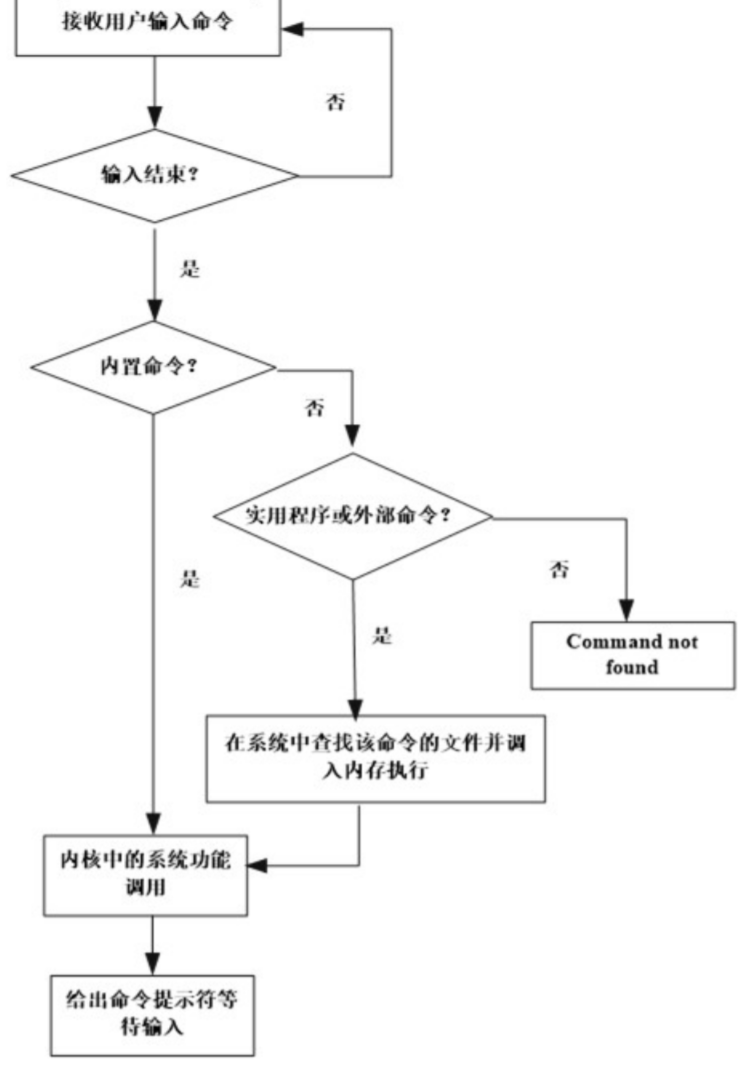 接收用户输入命令
否
输入结束？
是
内置命令？
否
实用程序或外部命令？
是
否
是
Command not
found
在系统中查找该命令的文件并调
入内存执行
内核中的系统功能
调用
给出命令提示符等
待输入